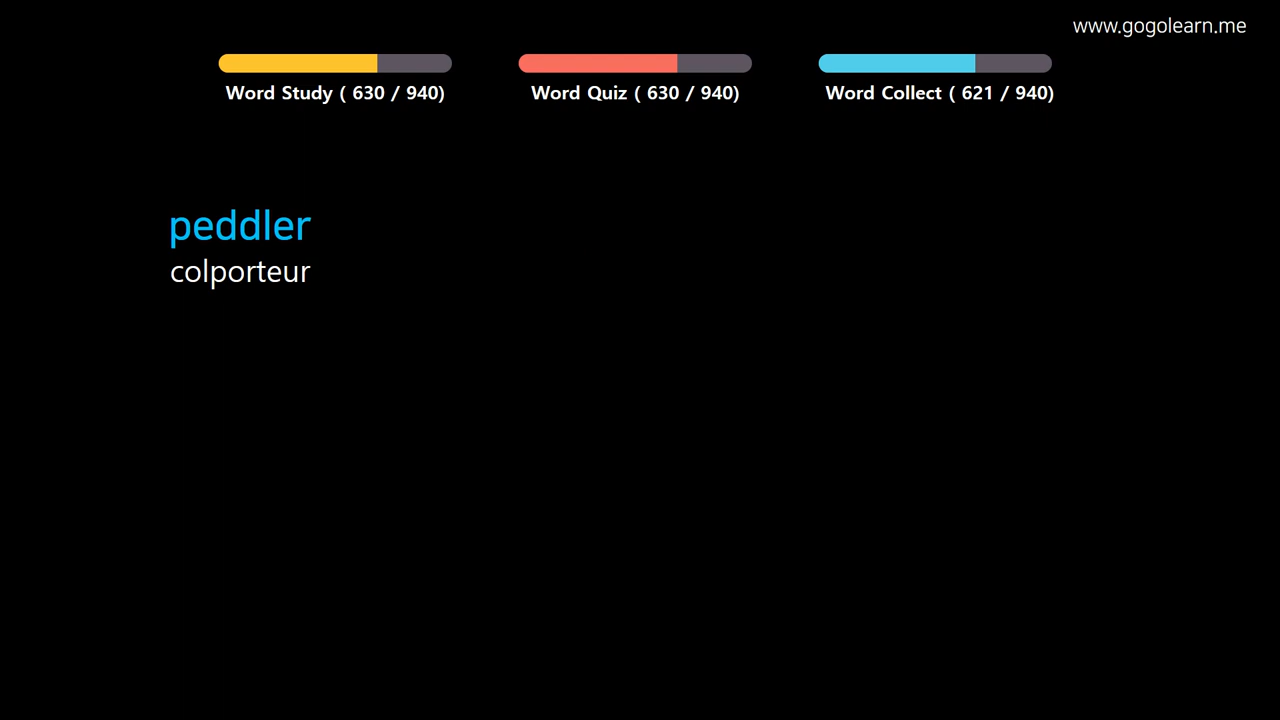 www.gogolearn.me
Word Study ( 630 / 940)
Word Quiz ( 630 / 940)
Word Collect ( 621 / 940)
peddler
colporteur